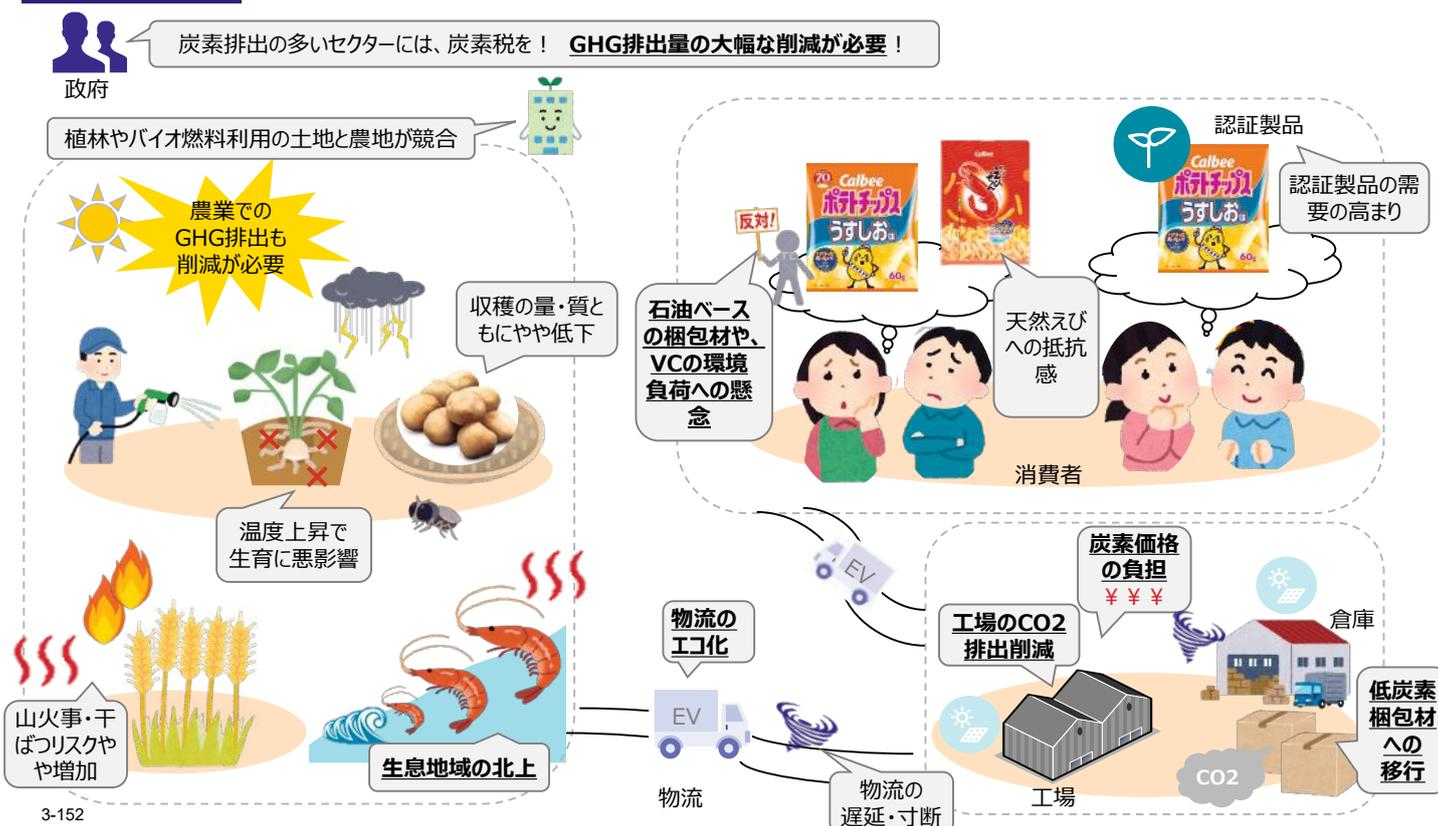 炭素排出の多いセクターには、炭素税を! GHG排出量の大幅な削減が必要!
政府
植林やバイオ燃料利用の土地と農地が競合
農業での
GHG排出も
削減が必要
収穫の量・質と
もにやや低下
温度上昇で
生育に悪影響
山火事・干
ばつリスクや
や増加
生息地域の北上
認証製品
認証製品の需
要の高まり
反対!
70
Calbee
ポテトチップス
うすしお味
60g
Calbee
Calbee
ポテトチップス
うすしお味
60g
石油ベース
の梱包材や、
VCの環境
負荷への懸
念
天然えび
への抵抗
感
消費者
EV
物流の
エコ化
EV
物流
物流の
遅延・寸断
炭素価格
の負担
¥ ¥ ¥
工場のCO2
排出削減
倉庫
低炭素
梱包材
への
移行
CO2
工場
3-152